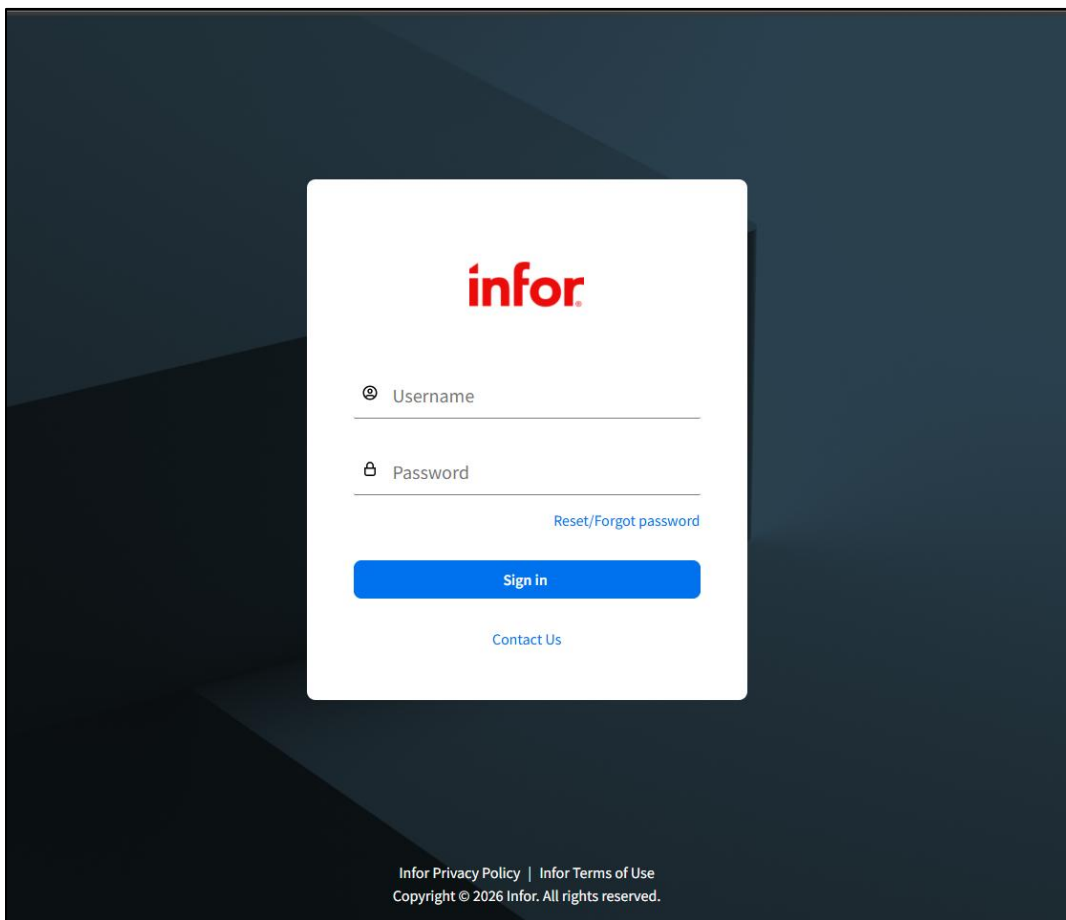 infor
Username
Password
Reset/Forgot password
Sign in
Contact Us
Infor Privacy Policy | Infor Terms of Use
Copyright © 2026 Infor. All rights reserved.